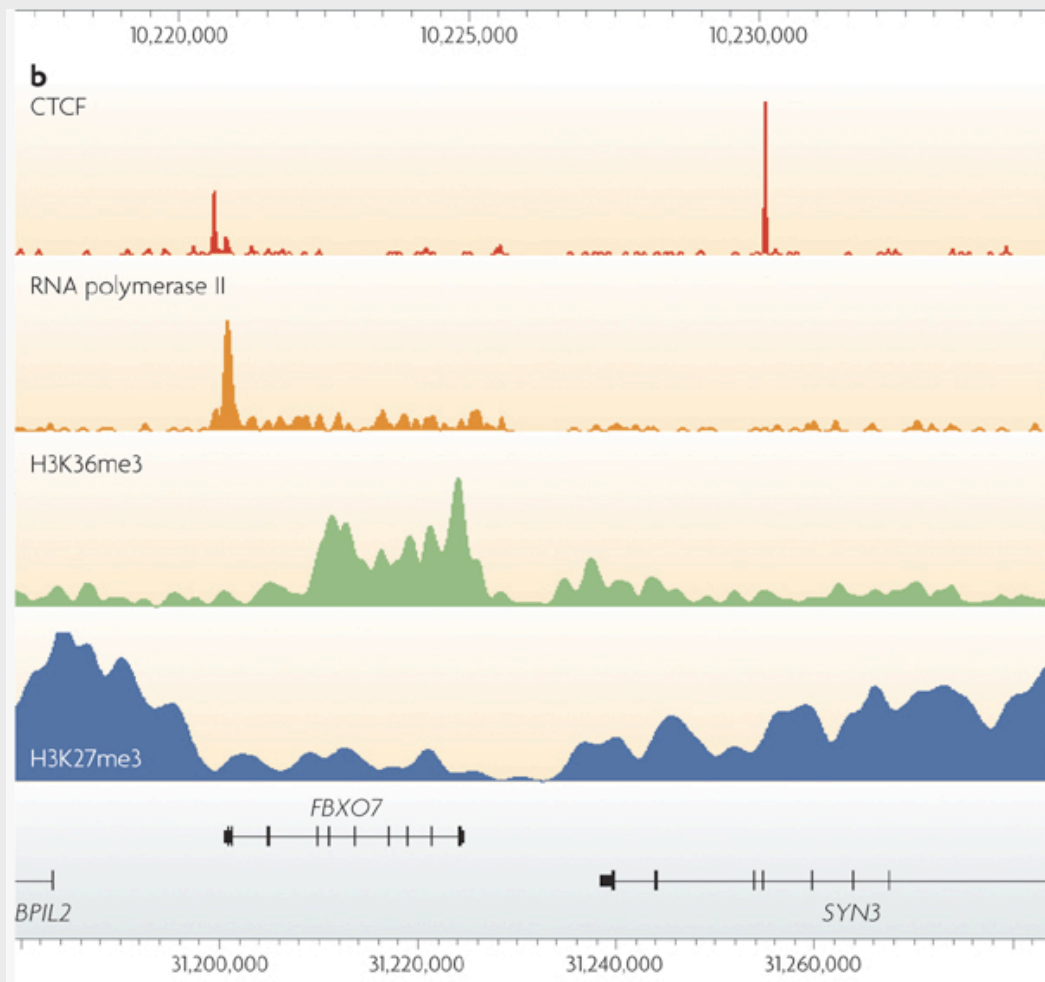 10,220,000 10,225,000 10,230,000
b
CTCF
RNA polymerase II
H3K36me3
H3K27me3
FBXO7
BPIL2 SYN3
31,200,000 31,220,000 31,240,000 31,260,000